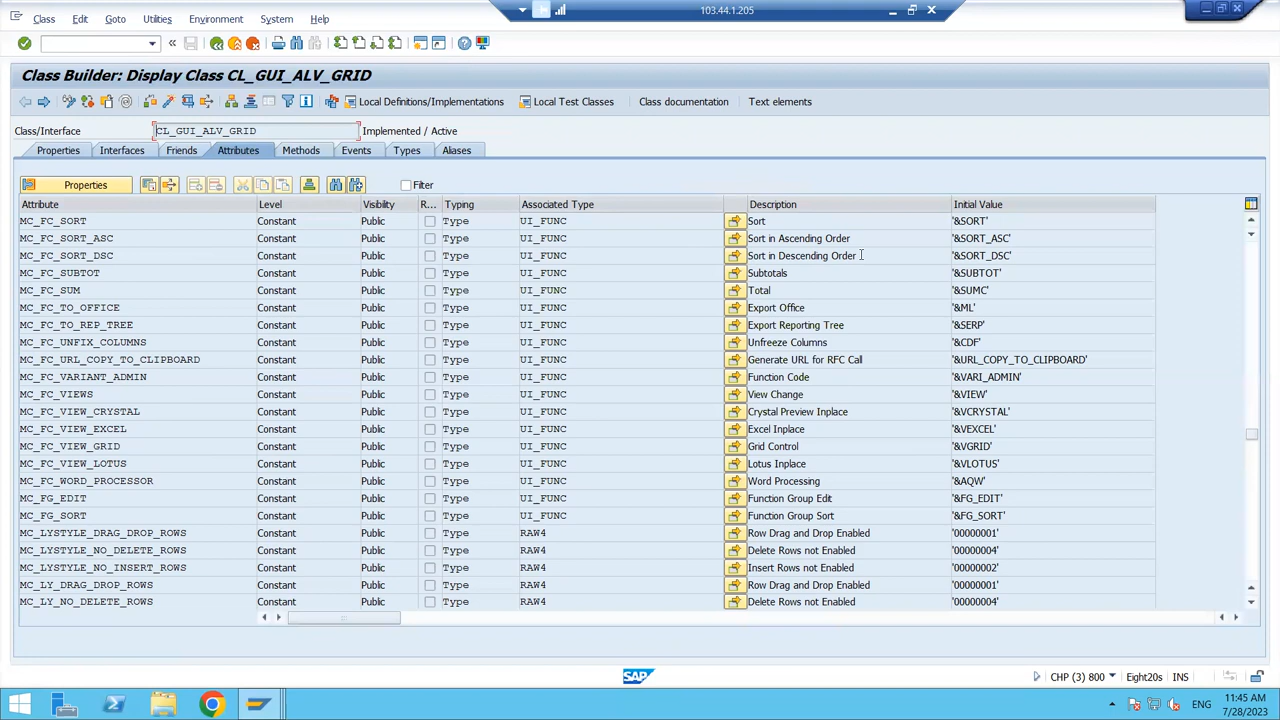 Class Edit Goto Utilities Environment System Help
103.44.1.205
Class Builder: Display Class CL_GUI_ALV_GRID
Local Definitions/Implementations Local Test Classes Class documentation Text elements
Class/Interface CL_GUI_ALV_GRID Implemented / Active
Properties Interfaces Friends Attributes Methods Events Types Aliases
Properties Filter
Attribute Level Visibility R... Typing Associated Type Description Initial Value
MC_FC_SORT Constant Public Type UI_FUNC Sort '&SORT'
MC_FC_SORT_ASC Constant Public Type UI_FUNC Sort in Ascending Order '&SORT_ASC'
MC_FC_SORT_DSC Constant Public Type UI_FUNC Sort in Descending Order '&SORT_DSC'
MC_FC_SUBTOT Constant Public Type UI_FUNC Subtotals '&SUBTOT'
MC_FC_SUM Constant Public Type UI_FUNC Total '&SUMC'
MC_FC_TO_OFFICE Constant Public Type UI_FUNC Export Office '&ML'
MC_FC_TO_REP_TREE Constant Public Type UI_FUNC Export Reporting Tree '&SERP'
MC_FC_UNFIX_COLUMNS Constant Public Type UI_FUNC Unfreeze Columns '&CDF'
MC_FC_URL_COPY_TO_CLIPBOARD Constant Public Type UI_FUNC Generate URL for RFC Call '&URL_COPY_TO_CLIPBOARD'
MC_FC_VARIANT_ADMIN Constant Public Type UI_FUNC Function Code '&VARI_ADMIN'
MC_FC_VIEWS Constant Public Type UI_FUNC View Change '&VIEW'
MC_FC_VIEW_CRYSTAL Constant Public Type UI_FUNC Crystal Preview Inplace '&VCRYSTAL'
MC_FC_VIEW_EXCEL Constant Public Type UI_FUNC Excel Inplace '&VEXCEL'
MC_FC_VIEW_GRID Constant Public Type UI_FUNC Grid Control '&VGRID'
MC_FC_VIEW_LOTUS Constant Public Type UI_FUNC Lotus Inplace '&VLOTUS'
MC_FC_WORD_PROCESSOR Constant Public Type UI_FUNC Word Processing '&AQW'
MC_FG_EDIT Constant Public Type UI_FUNC Function Group Edit '&FG_EDIT'
MC_FG_SORT Constant Public Type UI_FUNC Function Group Sort '&FG_SORT'
MC_LYSTYLE_DRAG_DROP_ROWS Constant Public Type RAW4 Row Drag and Drop Enabled '00000001'
MC_LYSTYLE_NO_DELETE_ROWS Constant Public Type RAW4 Delete Rows not Enabled '00000004'
MC_LYSTYLE_NO_INSERT_ROWS Constant Public Type RAW4 Insert Rows not Enabled '00000002'
MC_LY_DRAG_DROP_ROWS Constant Public Type RAW4 Row Drag and Drop Enabled '00000001'
MC_LY_NO_DELETE_ROWS Constant Public Type RAW4 Delete Rows not Enabled '00000004'
SAP CHP (3) 800 Eight20s INS
ENG 11:45 AM
7/28/2023